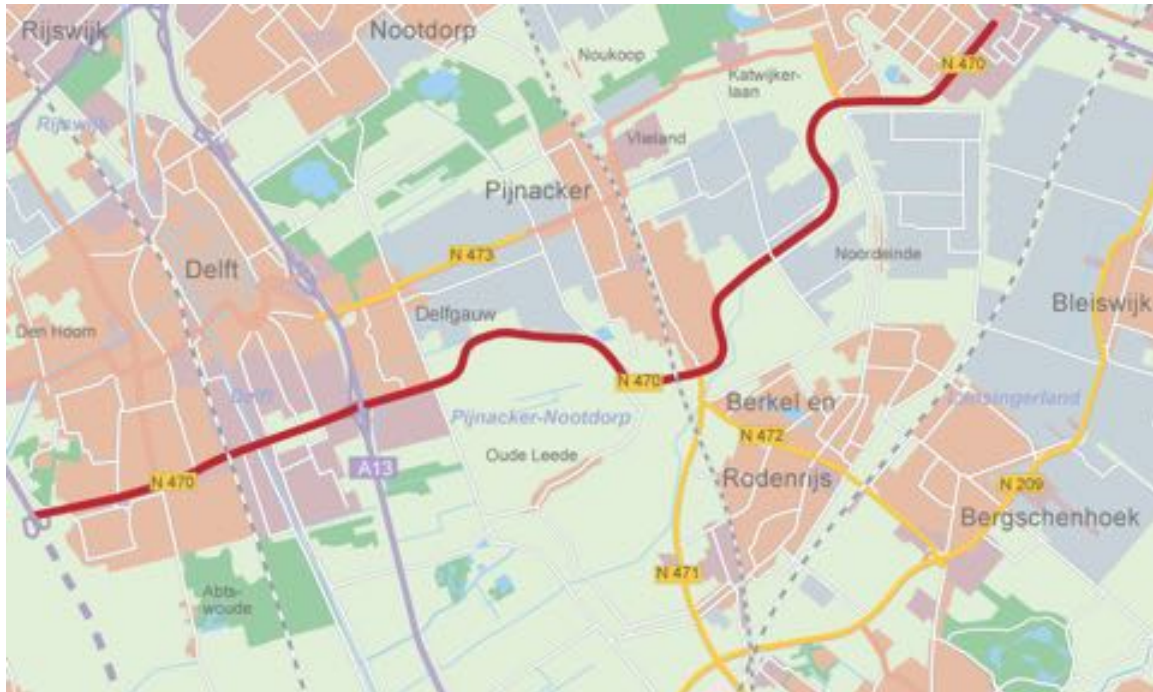 Rijswijk
Nootdorp
Noukoop
Katwijker-
laan
N 470
Rijswijk
Vlieland
Pijnacker
Delft
N 473
Noordeinde
Bleiswijk
Den Hoorn
Delfgauw
N 470
Delft
Pijnacker-Nootdorp
Berkel en
N 472
A13
Oude Leede
Rodenrijs
N 470
N 209
Bergschenhoek
N 471
Abts-
woude